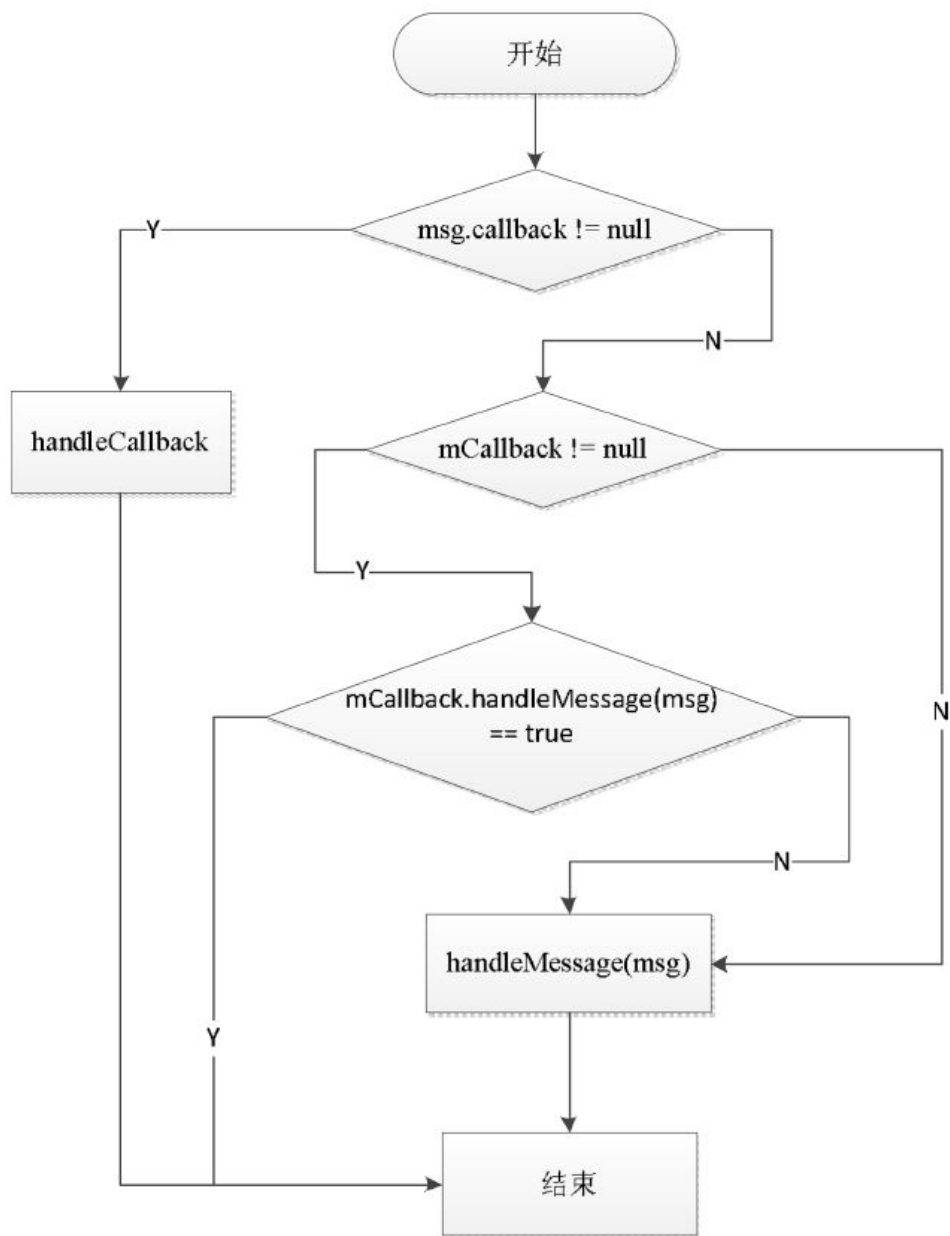 开始
msg.callback != null
Y
N
handleCallback
mCallback != null
Y
N
mCallback.handleMessage(msg)
== true
N
Y
handleMessage(msg)
结束